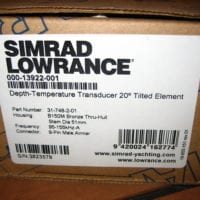 SIMRAD
LOWRANCE®
000-13922-001
Depth-Temperature Transducer 20° Tilted Element
Part Number: 31-748-2-01
Housing: B150M Bronze Thru-Hull
Stem Dia 51mm
Frequency: 95-155kHz-A
Connector: 9-Pin Male Airmar
S/N:3823579
www.simrad-yachting.com
www.lowrance.com
9 420024 162774